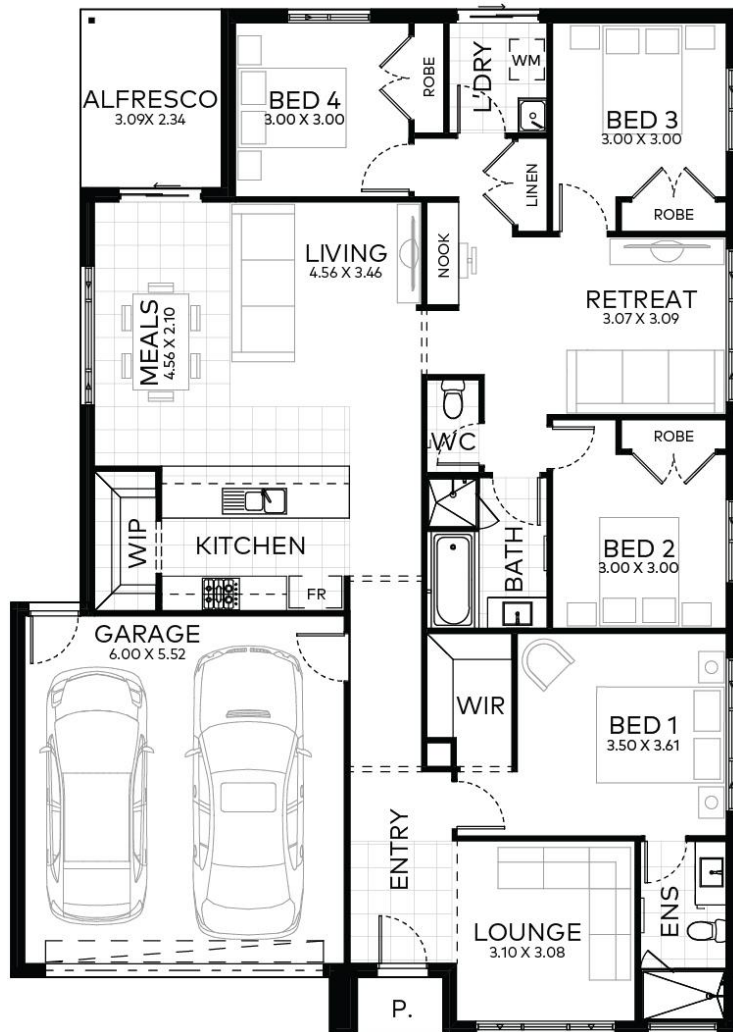 ALFRESCO
3.09X 2.34
BED 4
3.00 X 3.00
ROBE
L'DRY
WM
BED 3
3.00 X 3.00
ROBE
LINEN
NOOK
LIVING
4.56 X 3.46
MEALS
4.56 X 2.10
RETREAT
3.07 X 3.09
WC
ROBE
BED 2
3.00 X 3.00
BATH
WIP
KITCHEN
FR
GARAGE
6.00 X 5.52
WIR
BED 1
3.50 X 3.61
ENTRY
LOUNGE
3.10 X 3.08
ENS
P.